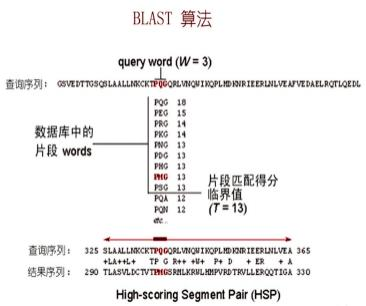 BLAST 算法
query word (W = 3)
查询序列： GSVEDTTGSQSLAALLNKCKTPQGQRLVNQWIKQPLMDKNRIEERLNLVEAFVEDAELRQTLQEDL
数据库中的
片段 words
PQG 18
PEG 15
PRG 14
PKG 14
PNG 13
PDG 13
PHG 13
PMG 13
PSG 13
PQA 12
PQN 12
etc..
片段匹配得分
临界值
(T = 13)
查询序列： 325 SLAALLNKCKTPQGQRLVNQWIKQPLMDKNRIEERLNLVEA 365
+LA++L+ TP G R++ +W+ P+ D + ER + A
结果序列： 290 TLASVLDCTVTPMGSRMLKRWLHMPVRDTRVLLERQQTIGA 330
High-scoring Segment Pair (HSP)